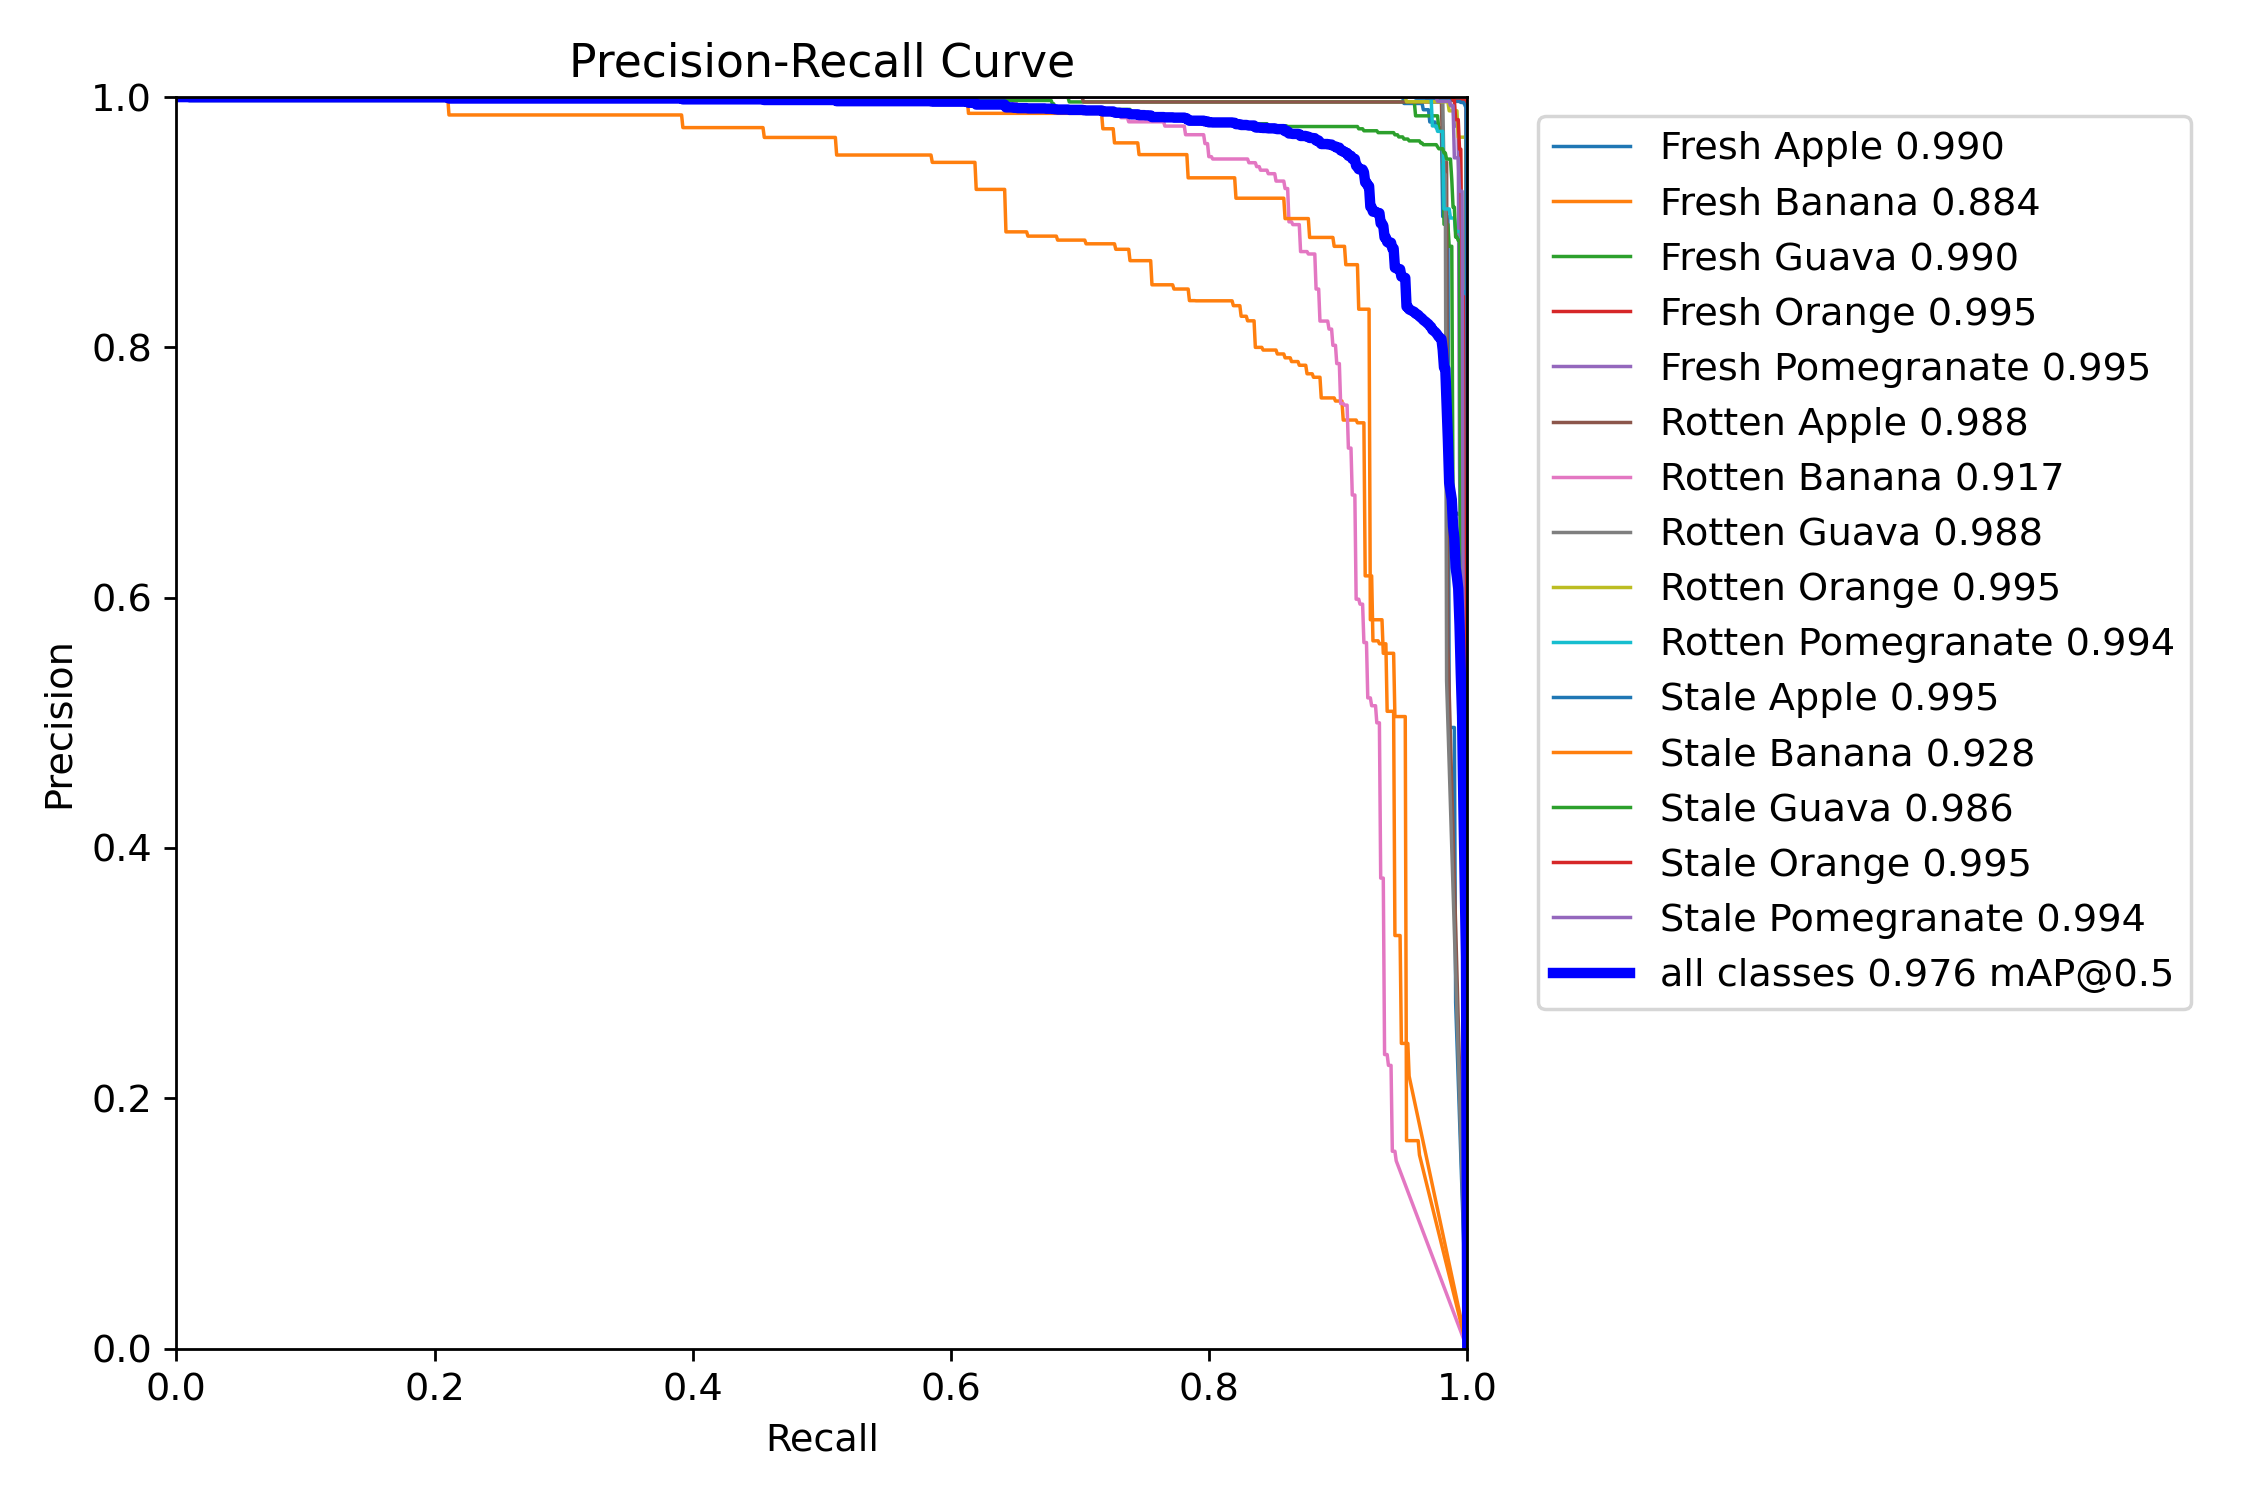 Precision-Recall Curve
1.0
0.8
0.6
0.4
0.2
0.0
Precision
0.0 0.2 0.4 0.6 0.8 1.0
Recall
Fresh Apple 0.990
Fresh Banana 0.884
Fresh Guava 0.990
Fresh Orange 0.995
Fresh Pomegranate 0.995
Rotten Apple 0.988
Rotten Banana 0.917
Rotten Guava 0.988
Rotten Orange 0.995
Rotten Pomegranate 0.994
Stale Apple 0.995
Stale Banana 0.928
Stale Guava 0.986
Stale Orange 0.995
Stale Pomegranate 0.994
all classes 0.976 mAP@0.5